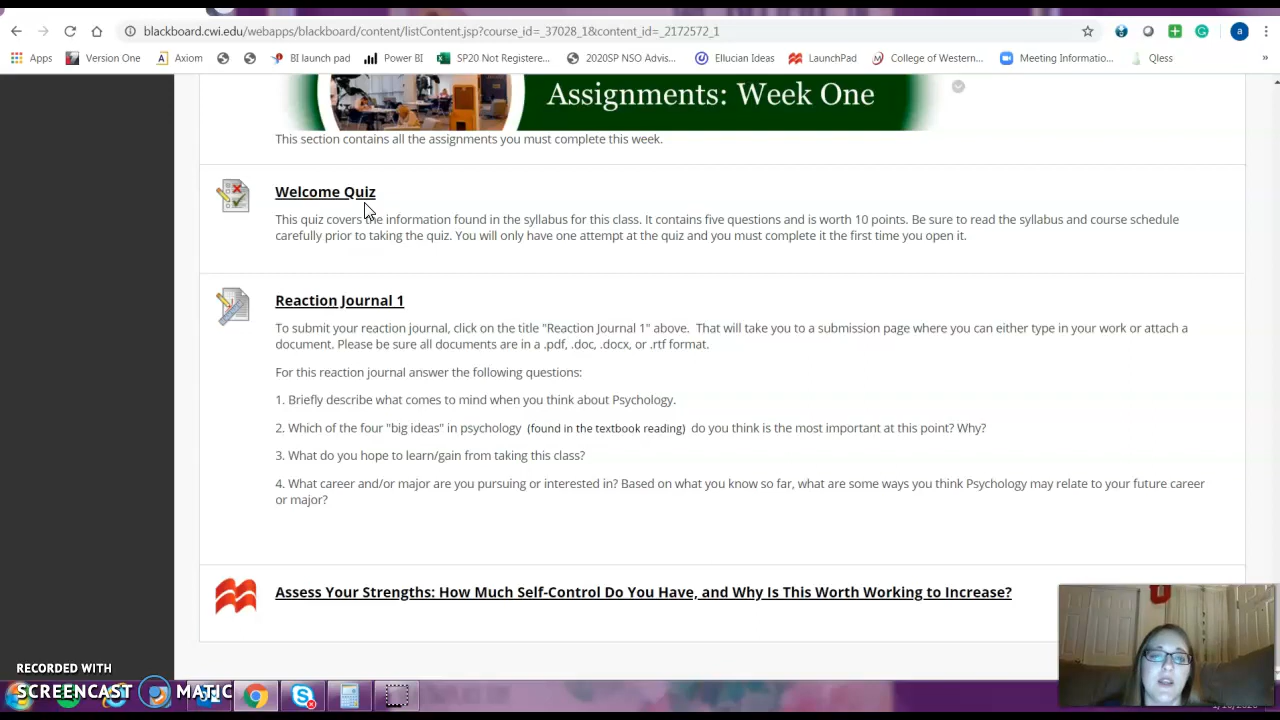 blackboard.cwi.edu/webapps/blackboard/content/listContent.jsp?course_id=_37028_1&content_id=_2172572_1
a
Apps Version One Axiom BI launch pad Power BI SP20 Not Registere... 2020SP NSO Advis... Ellucian Ideas LaunchPad College of Western... Meeting Informatio... Qless »
Assignments: Week One
This section contains all the assignments you must complete this week.
Welcome Quiz
This quiz covers the information found in the syllabus for this class. It contains five questions and is worth 10 points. Be sure to read the syllabus and course schedule
carefully prior to taking the quiz. You will only have one attempt at the quiz and you must complete it the first time you open it.
Reaction Journal 1
To submit your reaction journal, click on the title "Reaction Journal 1" above. That will take you to a submission page where you can either type in your work or attach a
document. Please be sure all documents are in a .pdf, .doc, .docx, or .rtf format.
For this reaction journal answer the following questions:
1. Briefly describe what comes to mind when you think about Psychology.
2. Which of the four "big ideas" in psychology (found in the textbook reading) do you think is the most important at this point? Why?
3. What do you hope to learn/gain from taking this class?
4. What career and/or major are you pursuing or interested in? Based on what you know so far, what are some ways you think Psychology may relate to your future career
or major?
Assess Your Strengths: How Much Self-Control Do You Have, and Why Is This Worth Working to Increase?
RECORDED WITH
SCREENCAST MATIC